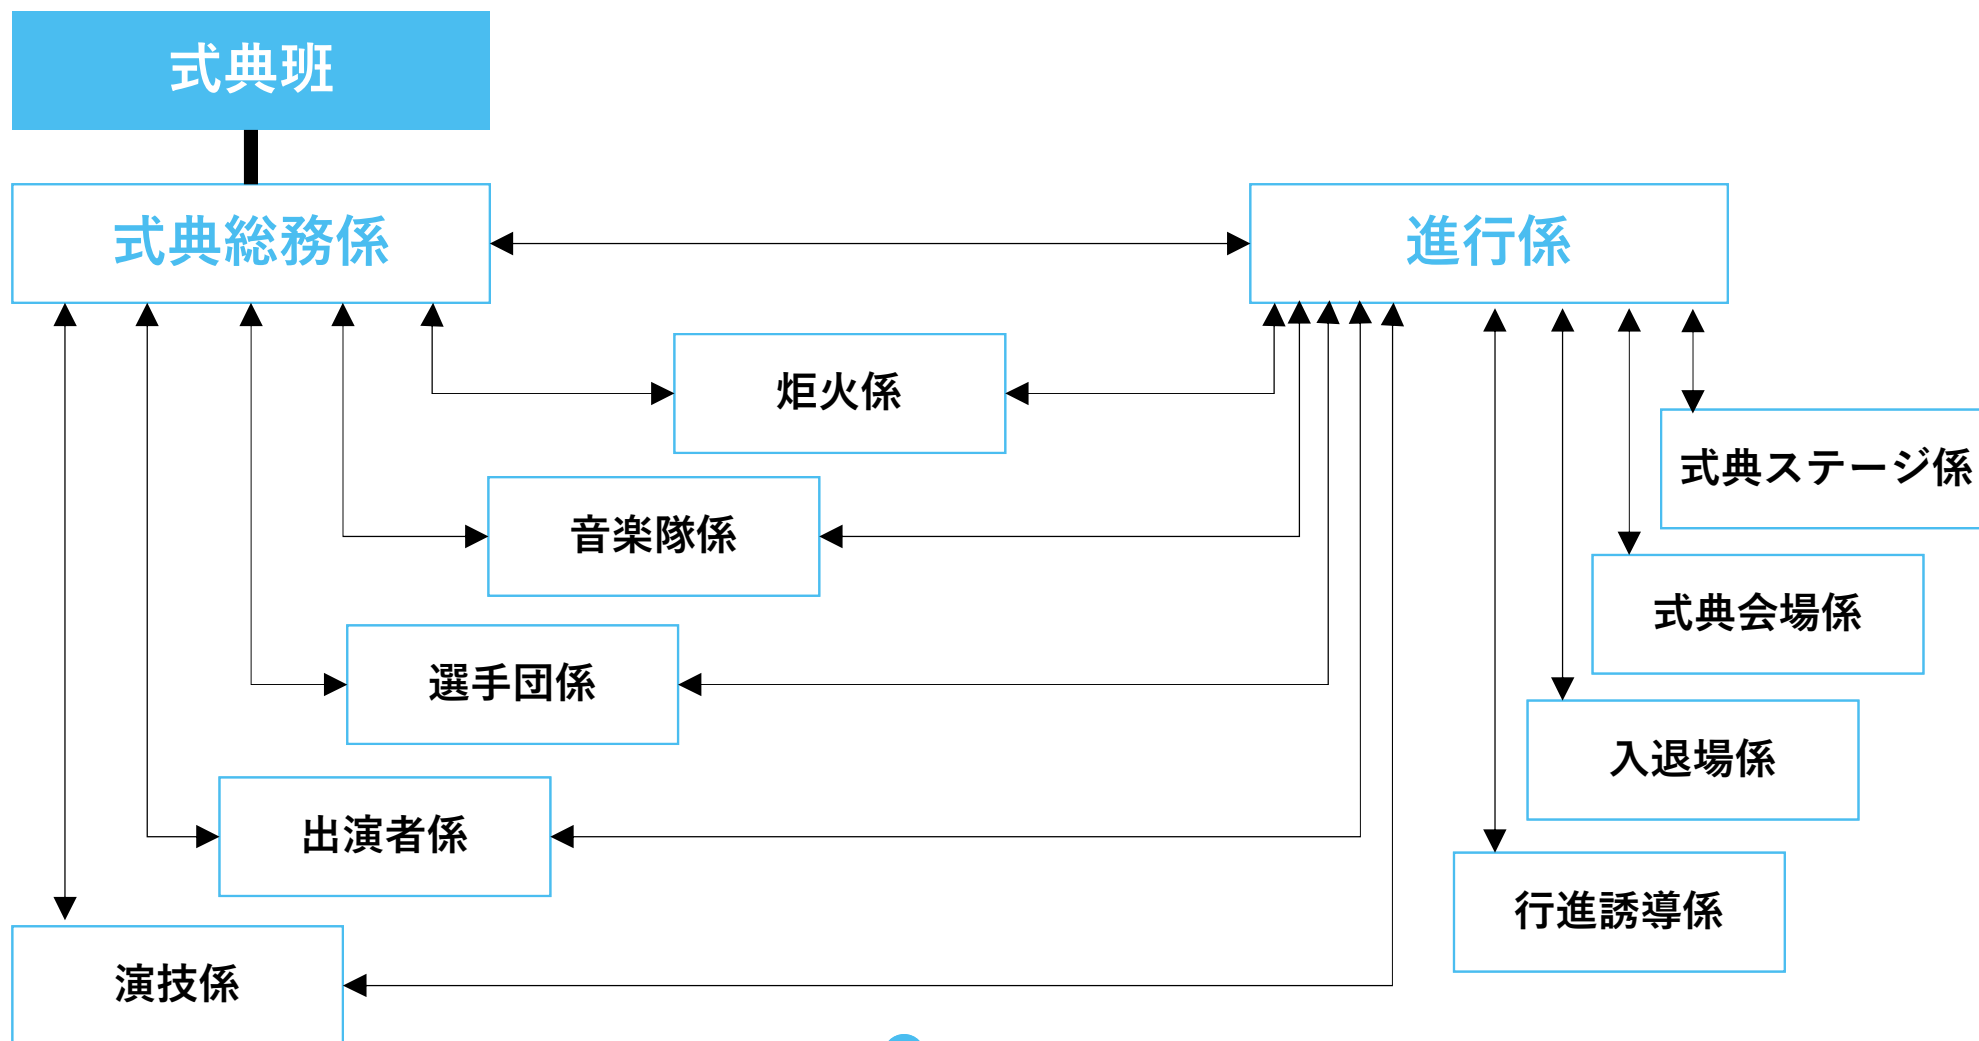 式典班
式典総務係
進行係
炬火係
式典ステージ係
音楽隊係
式典会場係
選手団係
入退場係
出演者係
行進誘導係
演技係